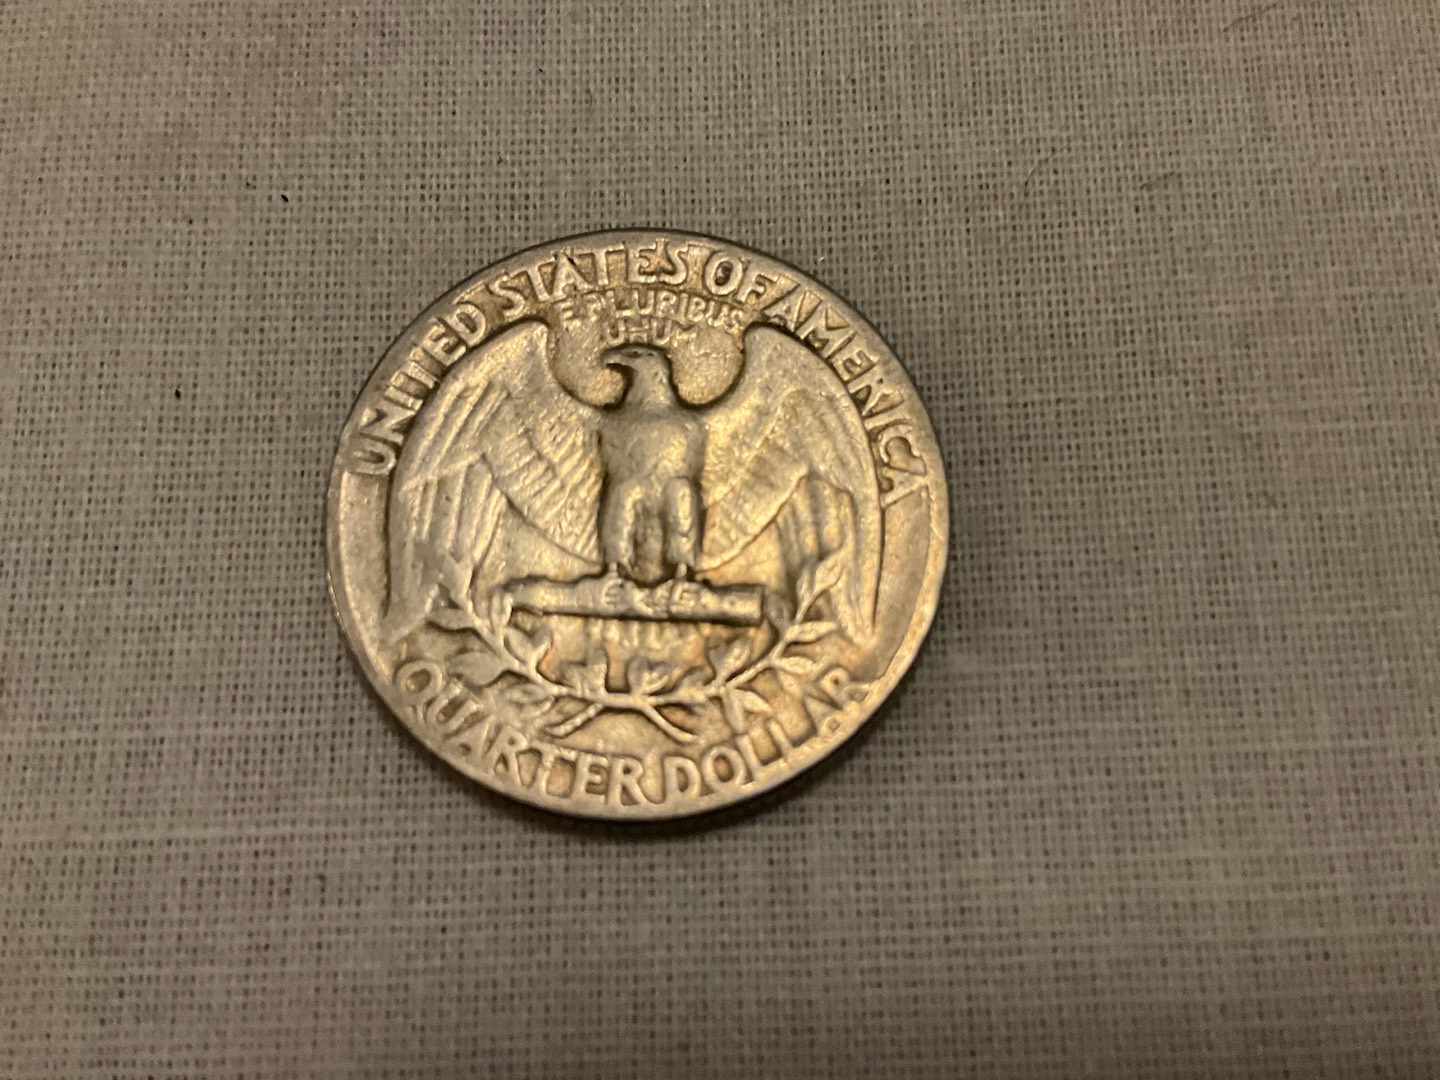 UNITED STATES OF AMERICA
E PLURIBUS
UNUM
QUARTER DOLLAR